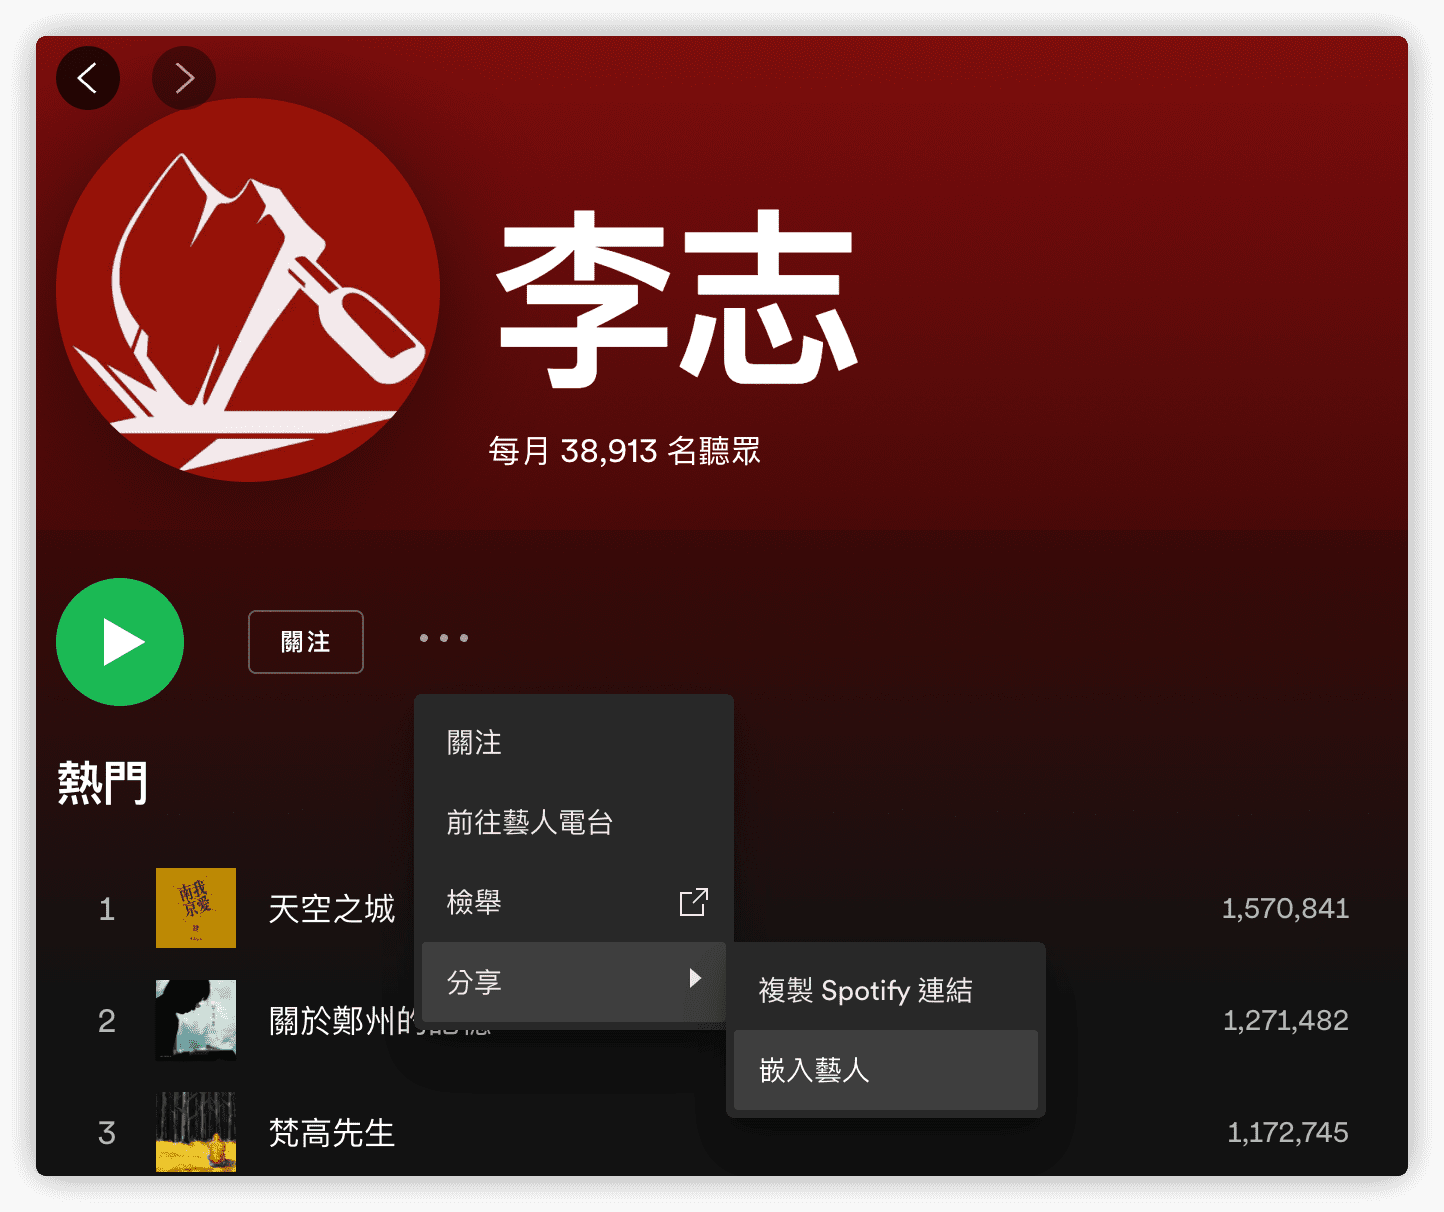 李志
每月 38,913 名聽眾
關注
關注
前往藝人電台
檢舉
分享
複製 Spotify 連結
嵌入藝人
熱門
1 天空之城 1,570,841
2 關於鄭州的記憶 1,271,482
3 梵高先生 1,172,745
南京
我愛